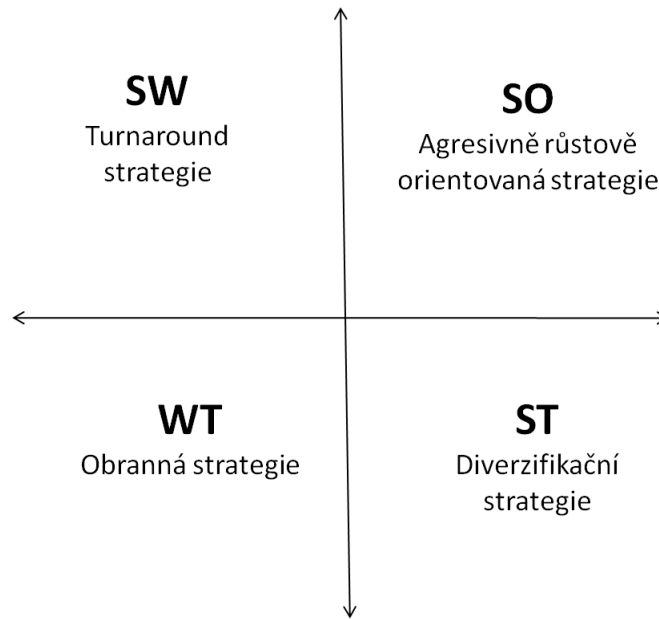 SW
Turnaround
strategie
SO
Agresivně růstově
orientovaná strategie
WT
Obranná strategie
ST
Diverzifikační
strategie